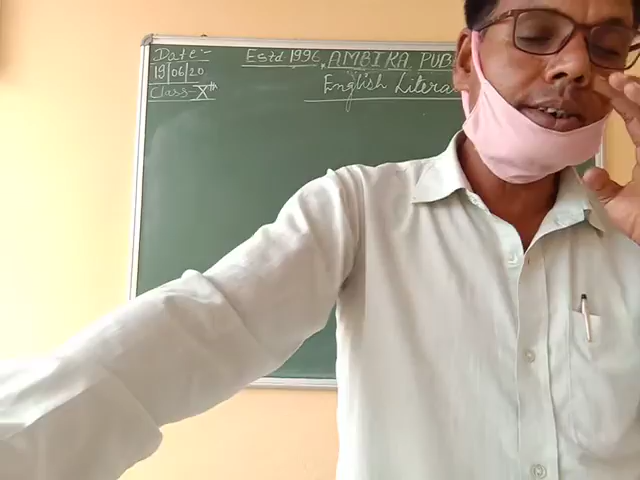 Date:-
19/06/20
Class-Xth
Estd 1996, AMBIKA PUB
English Litera